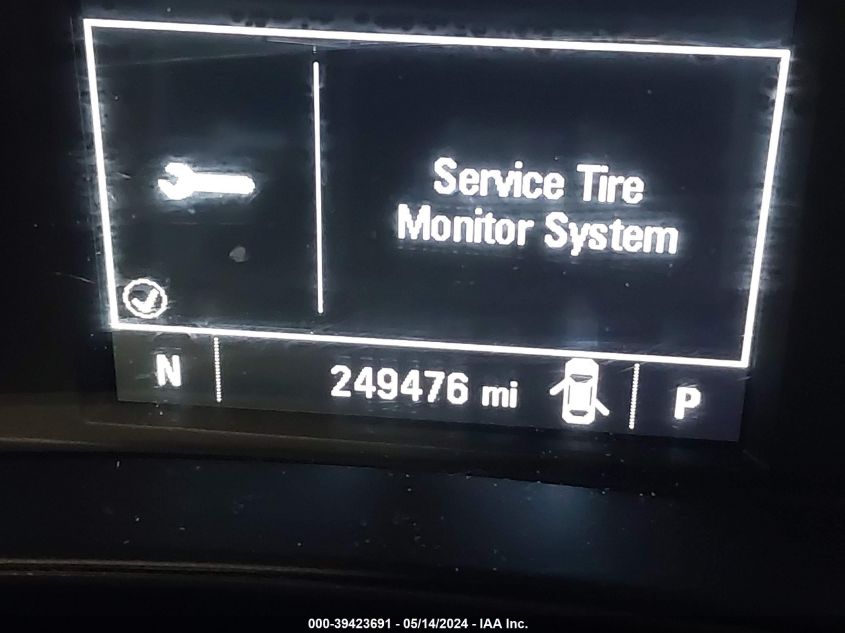 Service Tire
Monitor System
N
249476 mi
P
000-39423691 - 05/14/2024 - IAA Inc.